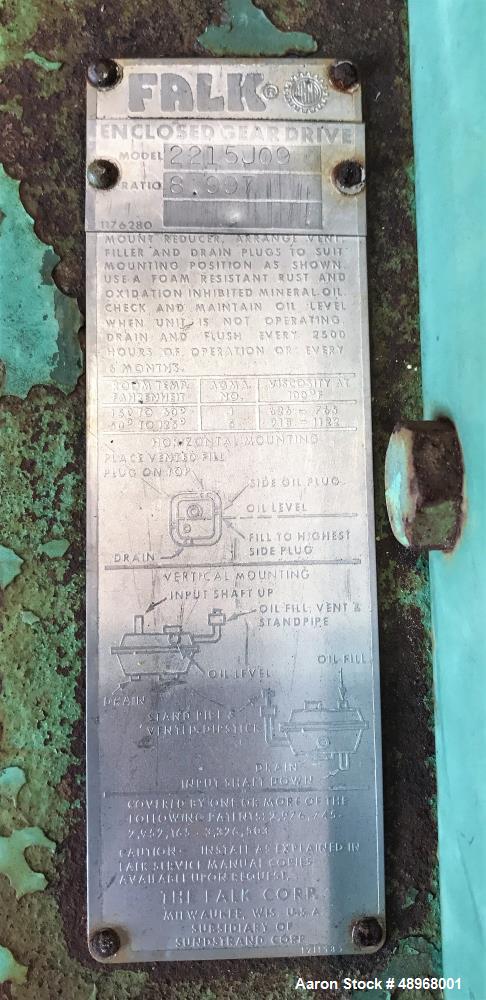 FALK®
ENCLOSED GEAR DRIVE
MODEL 2215J09
RATIO
1176280
MOUNT REDUCER, ARRANGE VENT,
FILLER AND DRAIN PLUGS TO SUIT
MOUNTING POSITION AS SHOWN.
USE A FOAM RESISTANT RUST AND
OXIDATION INHIBITED MINERAL OIL.
CHECK AND MAINTAIN OIL LEVEL
WHEN UNIT IS NOT OPERATING.
DRAIN AND FLUSH EVERY 2500
HOURS OF OPERATION OR EVERY
6 MONTHS.
ROOM TEMP. AGMA VISCOSITY AT
FAHRENHEIT NO. 100°F
HORIZONTAL MOUNTING
PLACE VENTED FILL
PLUG ON TOP
SIDE OIL PLUG
OIL LEVEL
FILL TO HIGHEST
SIDE PLUG
DRAIN
VERTICAL MOUNTING
INPUT SHAFT UP
OIL FILL, VENT &
STANDPIPE
OIL LEVEL
OIL FILL
DRAIN
STAND PIPE &
VENTED DIPSTICK
DRAIN
INPUT SHAFT DOWN
COVERED BY ONE OR MORE OF THE
FOLLOWING PATENTS:
CAUTION: INSTALL AS EXPLAINED IN
FALK SERVICE MANUAL COPIES
AVAILABLE UPON REQUEST.
THE FALK CORP.
MILWAUKEE, WIS. U.S.A
SUBSIDIARY OF
SUNDSTRAND CORP.
Aaron Stock # 48968001